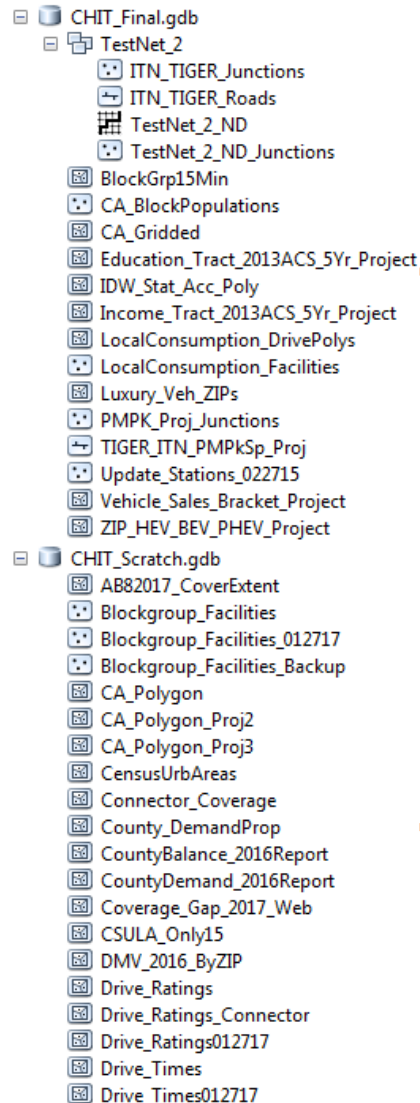 CHIT_Final.gdb
TestNet_2
ITN_TIGER_Junctions
ITN_TIGER_Roads
TestNet_2_ND
TestNet_2_ND_Junctions
BlockGrp15Min
CA_BlockPopulations
CA_Gridded
Education_Tract_2013ACS_5Yr_Project
IDW_Stat_Acc_Poly
Income_Tract_2013ACS_5Yr_Project
LocalConsumption_DrivePolys
LocalConsumption_Facilities
Luxury_Veh_ZIPs
PMPK_Proj_Junctions
TIGER_ITN_PMPkSp_Proj
Update_Stations_022715
Vehicle_Sales_Bracket_Project
ZIP_HEV_BEV_PHEV_Project
CHIT_Scratch.gdb
AB82017_CoverExtent
Blockgroup_Facilities
Blockgroup_Facilities_012717
Blockgroup_Facilities_Backup
CA_Polygon
CA_Polygon_Proj2
CA_Polygon_Proj3
CensusUrbAreas
Connector_Coverage
County_DemandProp
CountyBalance_2016Report
CountyDemand_2016Report
Coverage_Gap_2017_Web
CSULA_Only15
DMV_2016_ByZIP
Drive_Ratings
Drive_Ratings_Connector
Drive_Ratings012717
Drive_Times
Drive_Times012717